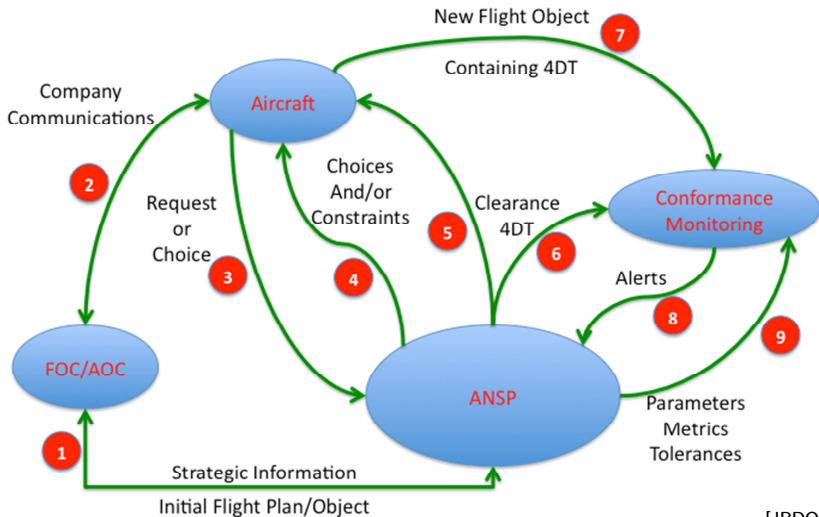 New Flight Object
7
Containing 4DT
Aircraft
Company
Communications
2
Request
or
Choice
3
Choices
And/or
Constraints
4
5
Clearance
4DT
6
Conformance
Monitoring
Alerts
8
9
FOC/AOC
ANSP
Parameters
Metrics
Tolerances
1
Strategic Information
Initial Flight Plan/Object